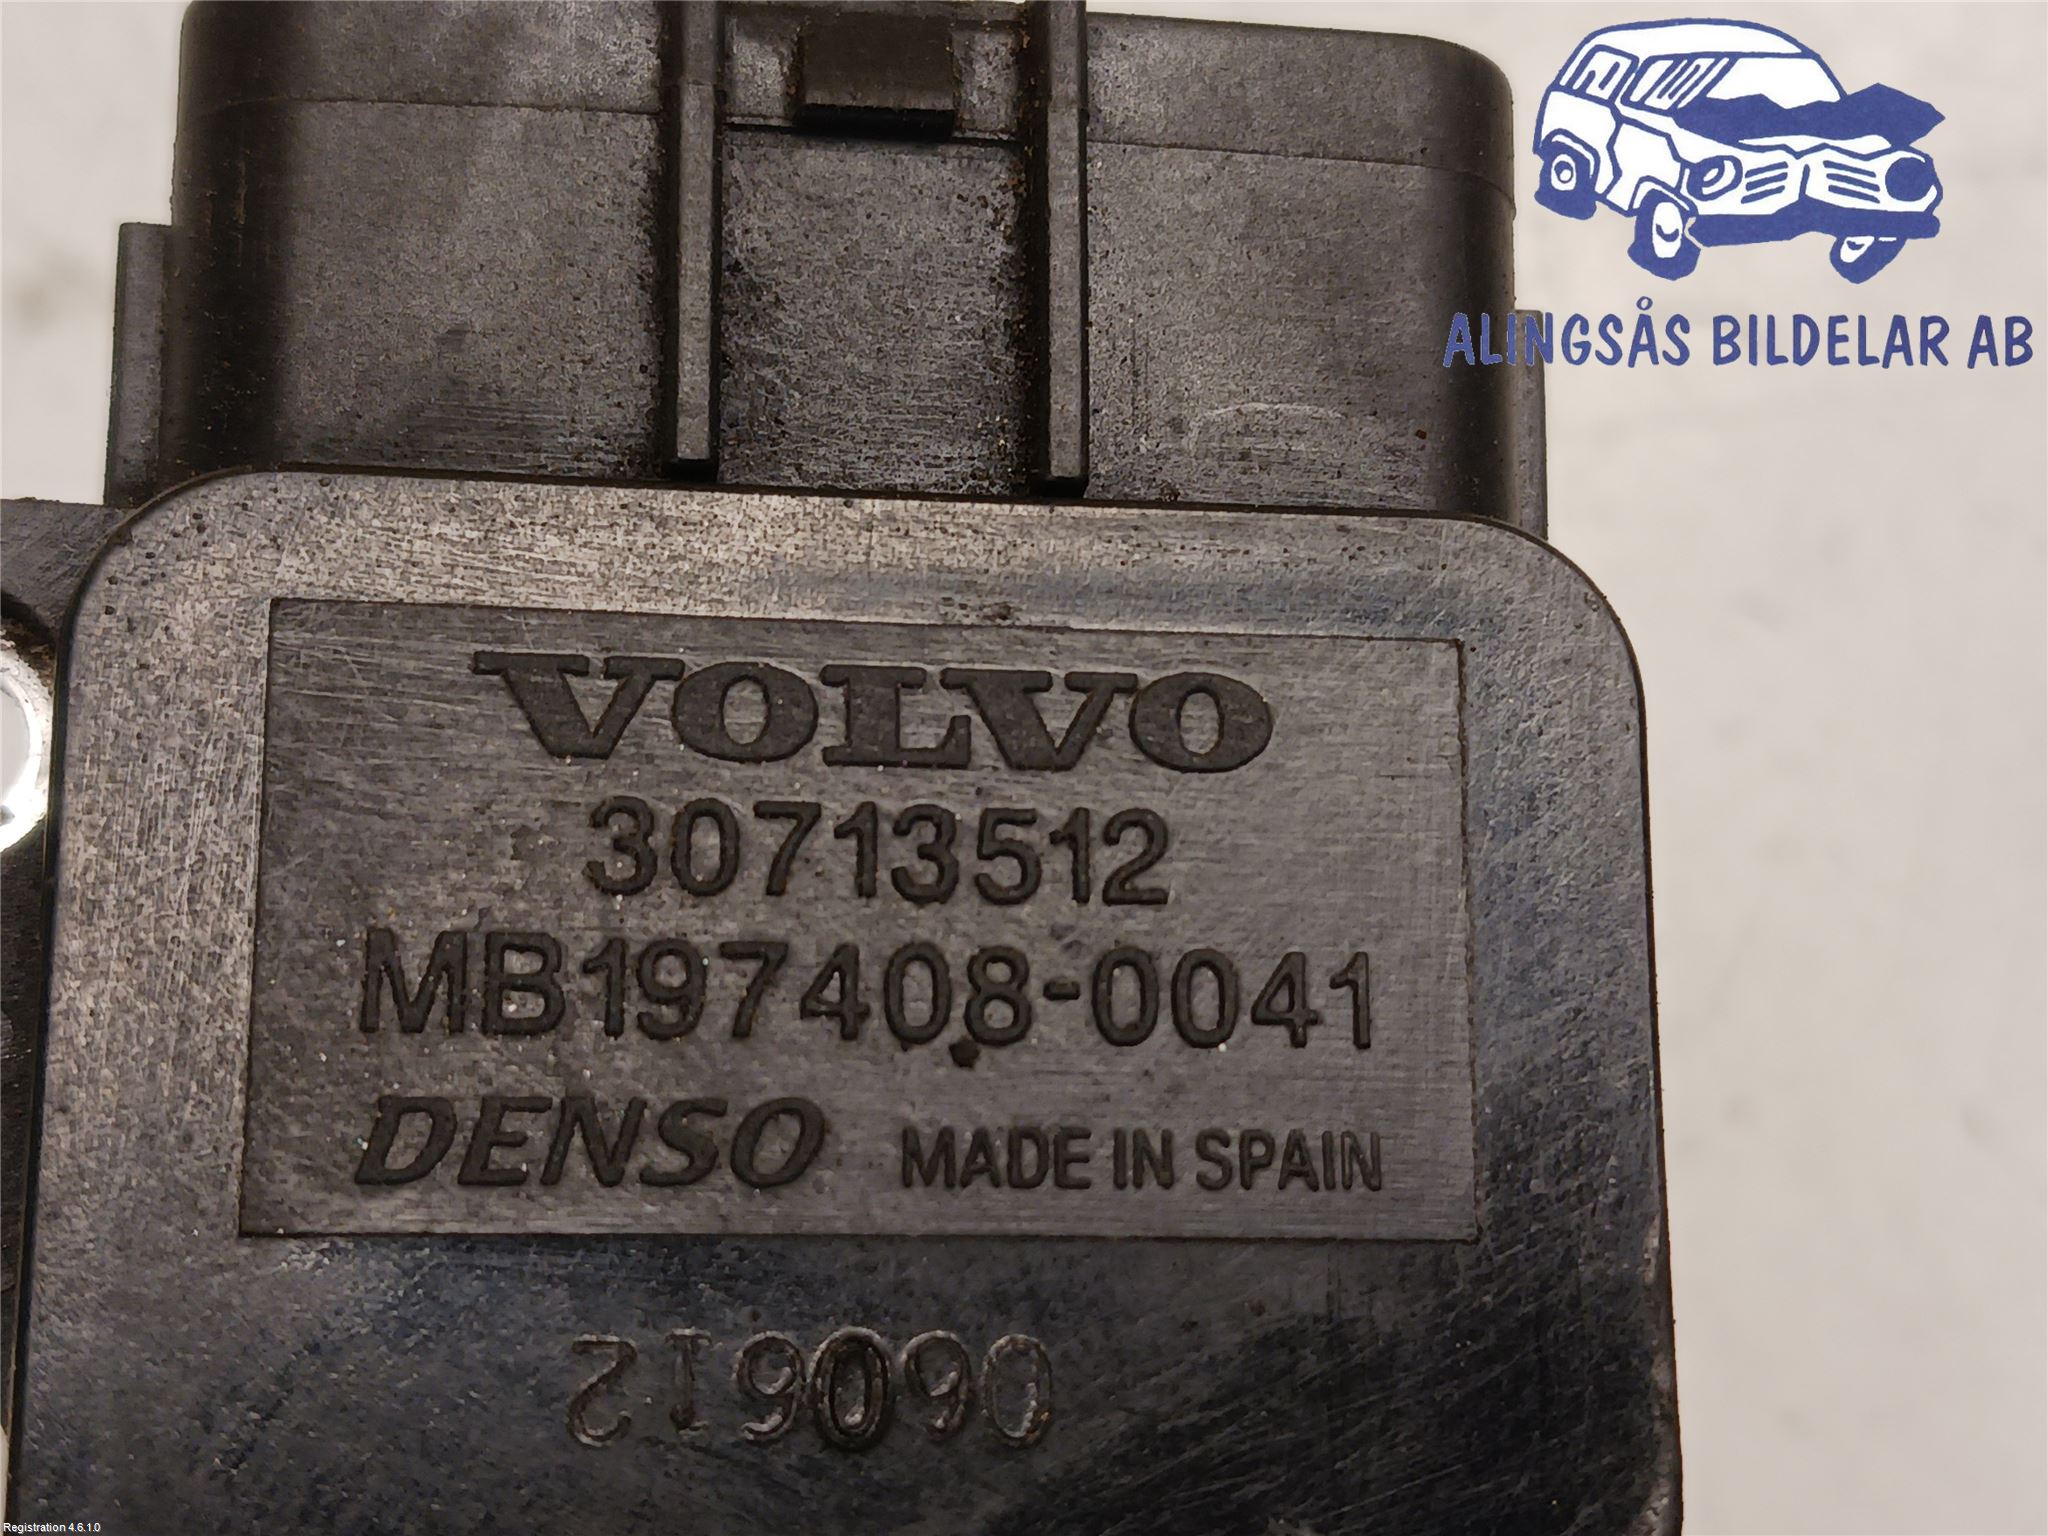 ALINGSÅS BILDELAR AB
VOLVO
30713512
MB197408-0041
DENSO MADE IN SPAIN
060612
Registration 4.6.1.0